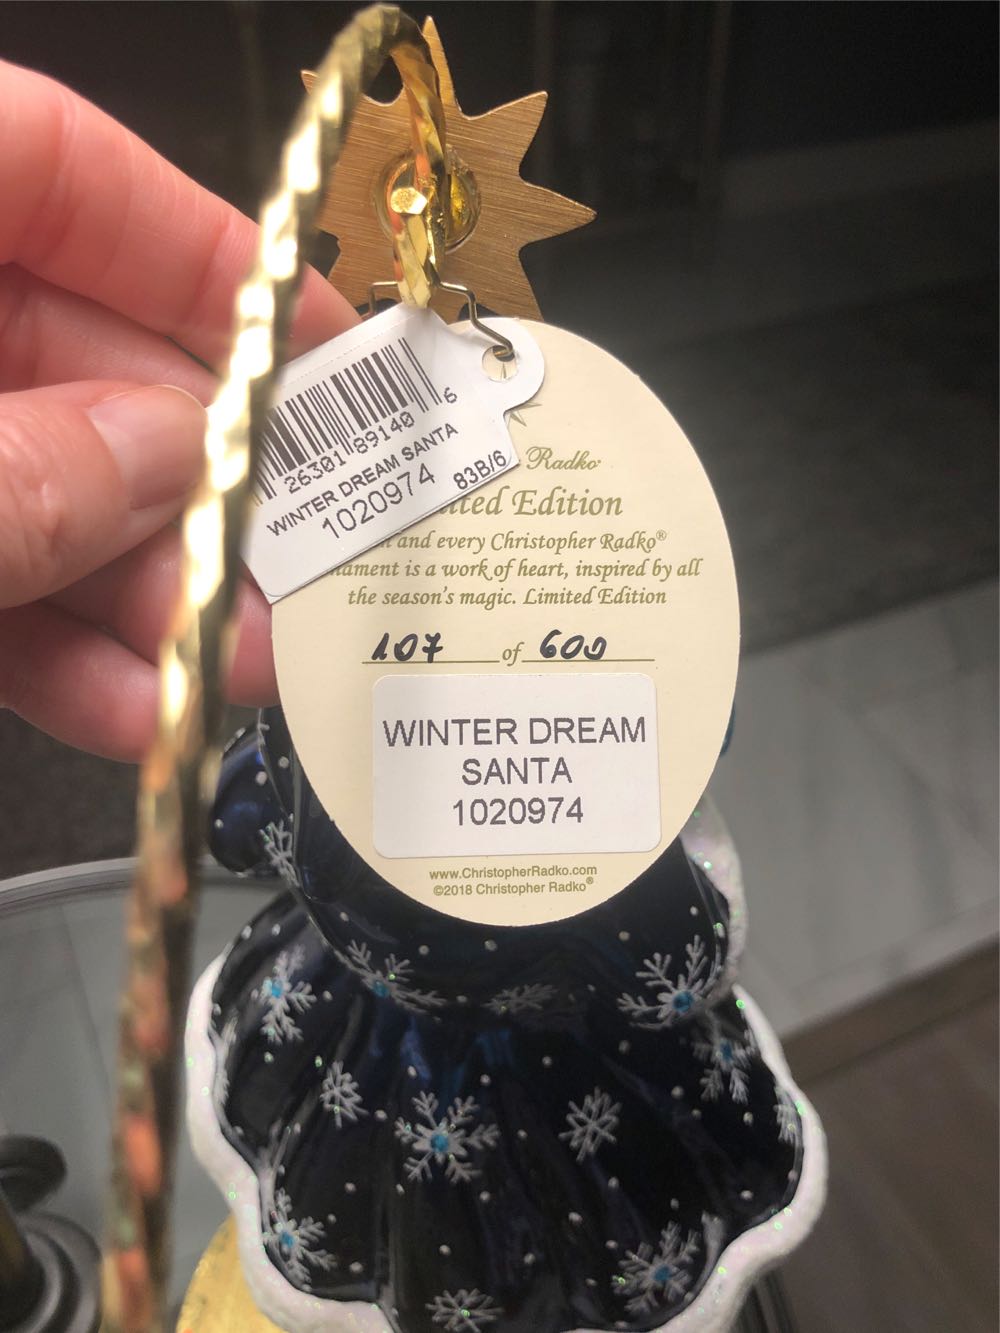 26301 89140 6
WINTER DREAM SANTA
1020974 83B/6
Radko
Edition
and every Christopher Radko®
is a work of heart, inspired by all
the season's magic. Limited Edition
107 of 600
WINTER DREAM
SANTA
1020974
www.ChristopherRadko.com
©2018 Christopher Radko®